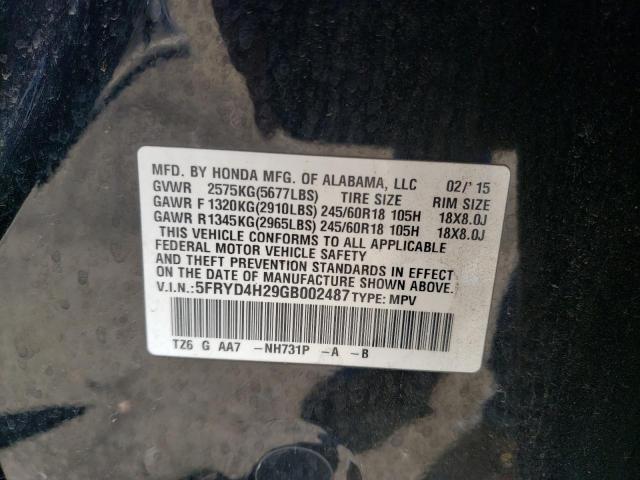 MFD. BY HONDA MFG. OF ALABAMA, LLC 02/'15
GVWR 2575KG(5677LBS) TIRE SIZE RIM SIZE
GAWR F 1320KG(2910LBS) 245/60R18 105H 18X8.0J
GAWR R1345KG(2965LBS) 245/60R18 105H 18X8.0J
THIS VEHICLE CONFORMS TO ALL APPLICABLE
FEDERAL MOTOR VEHICLE SAFETY
AND THEFT PREVENTION STANDARDS IN EFFECT
ON THE DATE OF MANUFACTURE SHOWN ABOVE.
V.I.N.:5FRYD4H29GB002487 TYPE: MPV
TZ6 G AA7 -NH731P -A -B